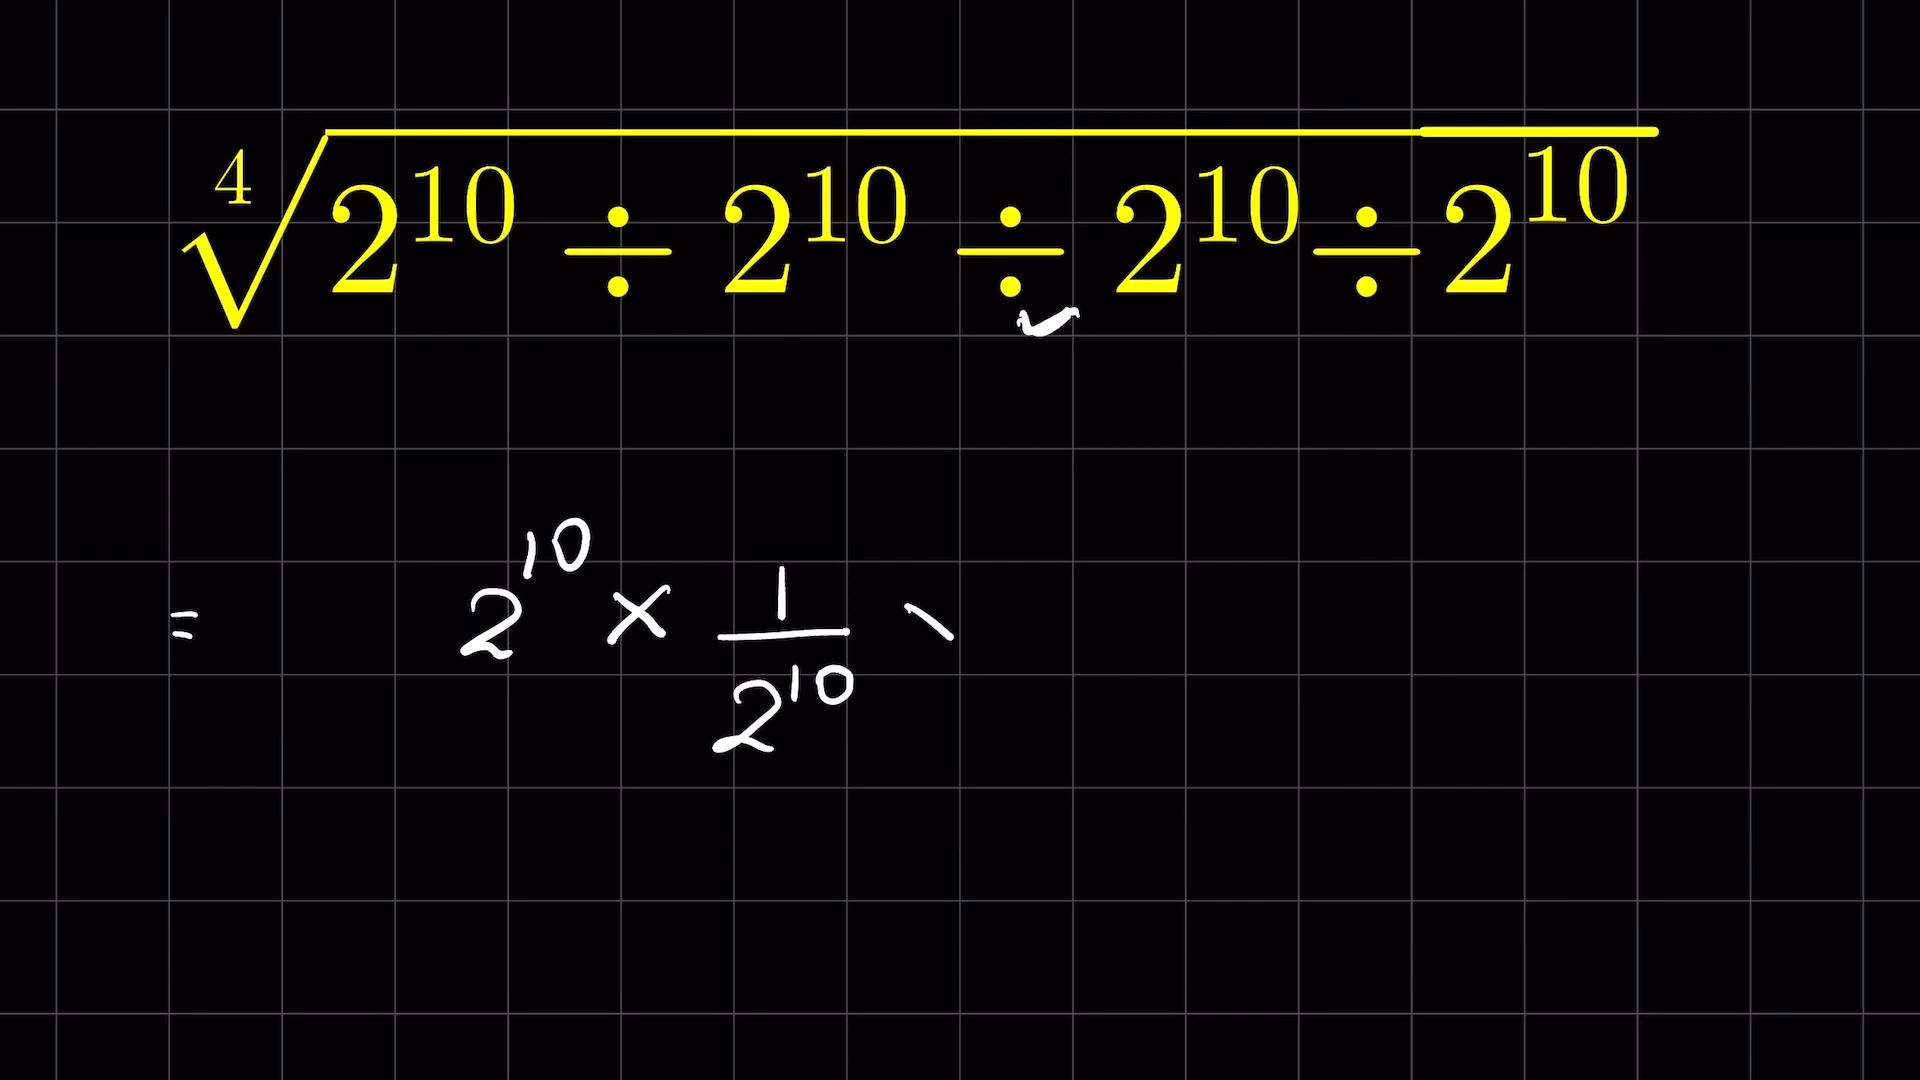 ⁴√(2¹⁰ ÷ 2¹⁰ ÷ 2¹⁰ ÷ 2¹⁰)
= 2¹⁰ × 1/2¹⁰ \